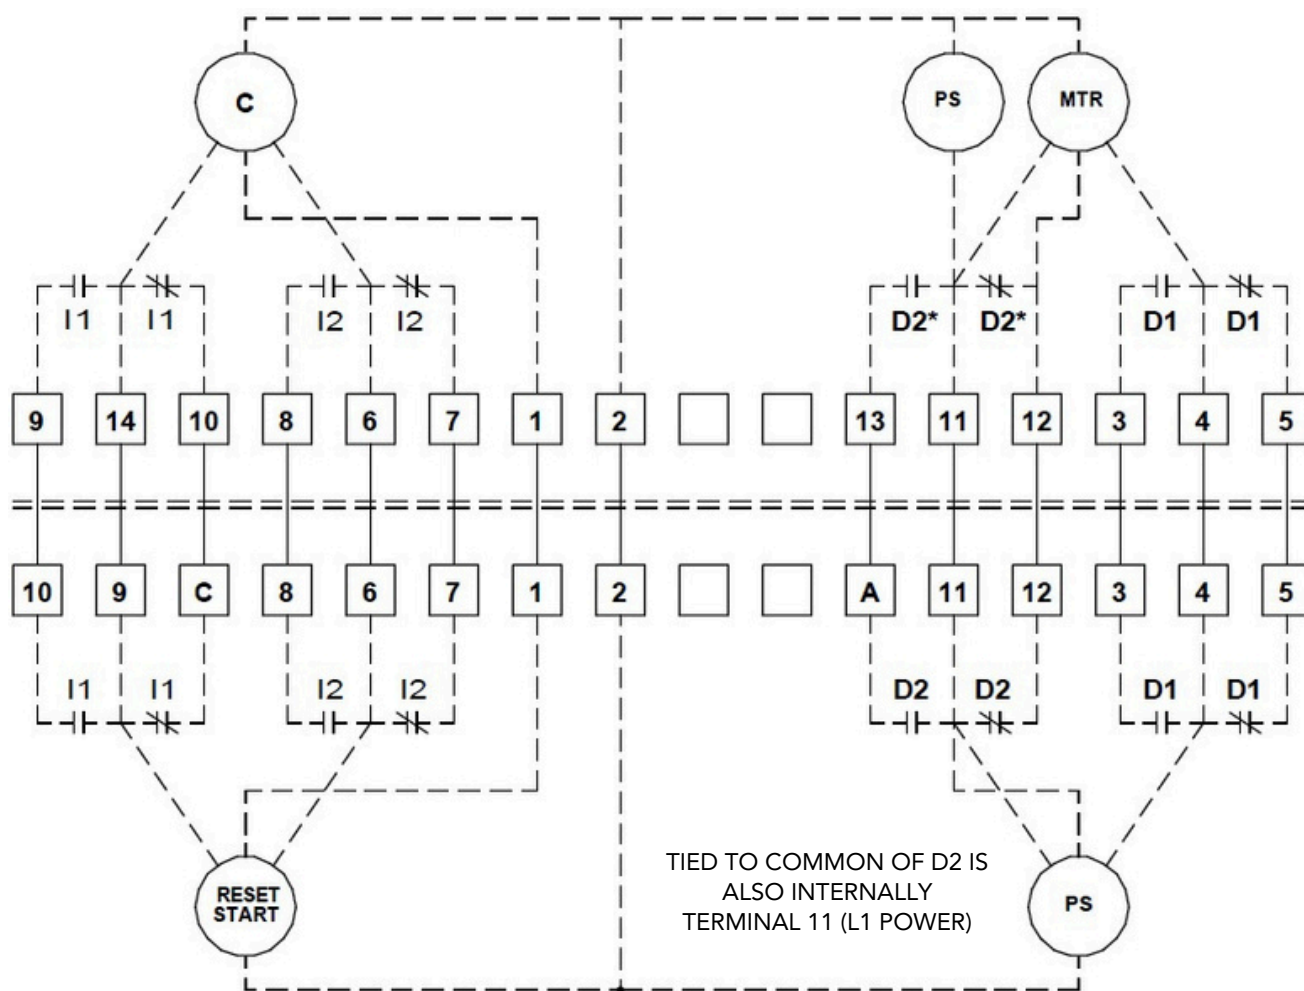 C
PS MTR
I1 I1 I2 I2 D2* D2* D1 D1
9 14 10 8 6 7 1 2 13 11 12 3 4 5
10 9 C 8 6 7 1 2 A 11 12 3 4 5
I1 I1 I2 I2 D2 D2 D1 D1
RESET
START
TIED TO COMMON OF D2 IS
ALSO INTERNALLY
TERMINAL 11 (L1 POWER)
PS